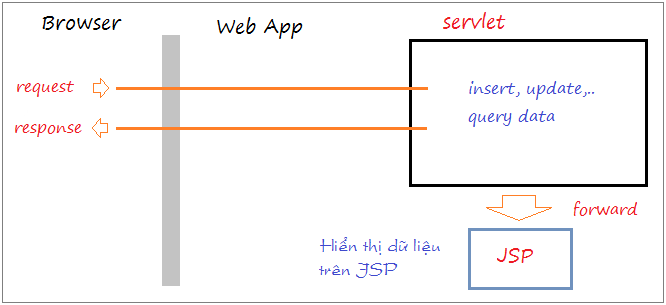 Browser
Web App
servlet
request
insert, update,..
query data
response
forward
Hiển thị dữ liệu
trên JSP
JSP